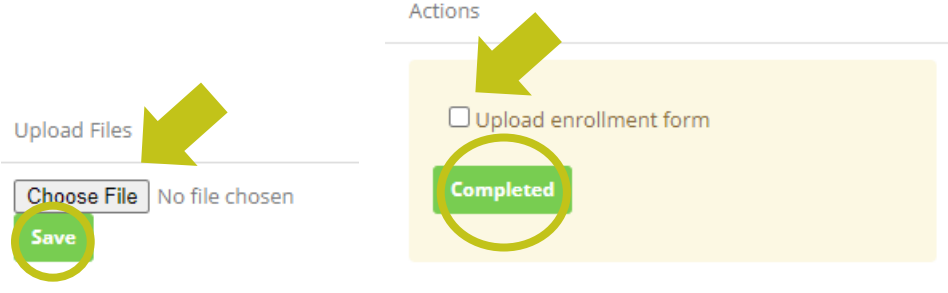 Upload Files
Choose File No file chosen
Save
Actions
Upload enrollment form
Completed